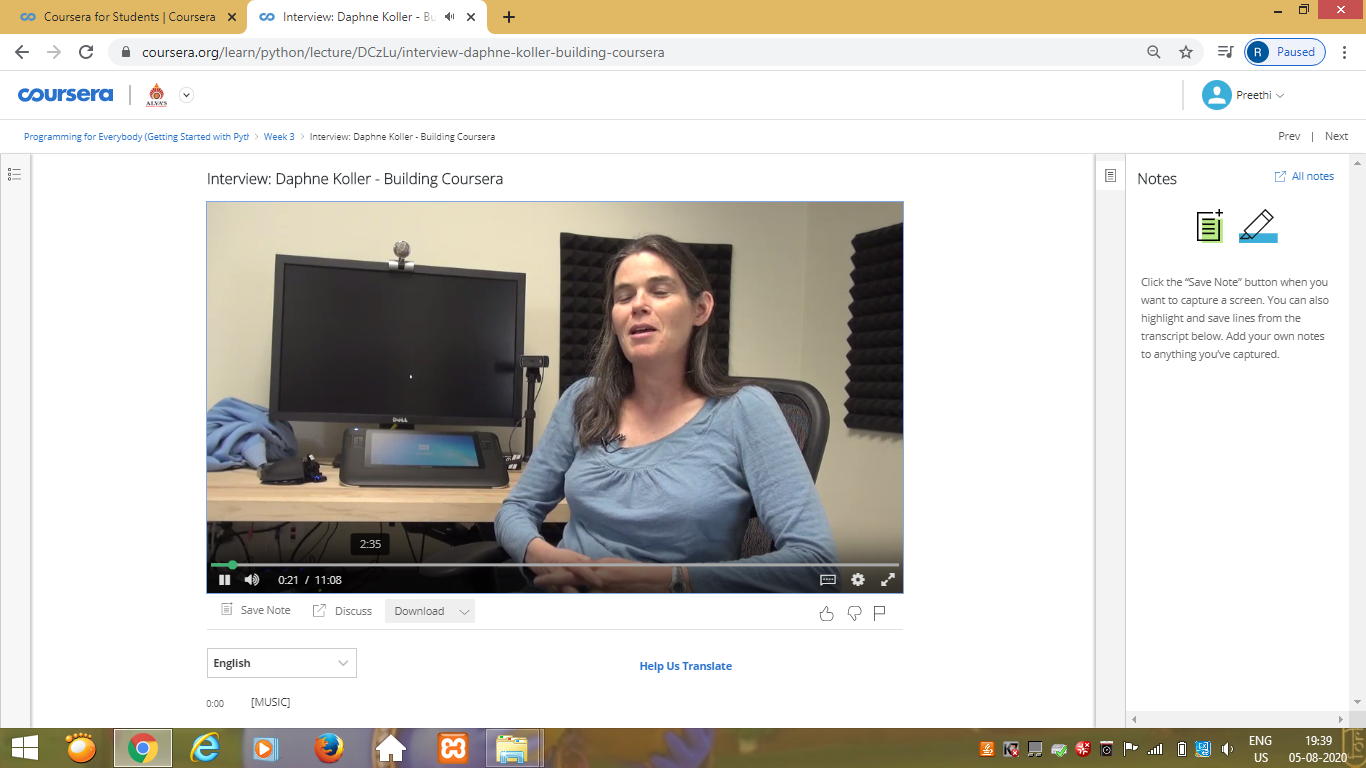 Coursera for Students | Coursera
Interview: Daphne Koller - Bu
coursera.org/learn/python/lecture/DCzLu/interview-daphne-koller-building-coursera
R Paused
coursera
ALVA'S
Preethi
Programming for Everybody (Getting Started with Pyth
Week 3
Interview: Daphne Koller - Building Coursera
Prev | Next
Interview: Daphne Koller - Building Coursera
DELL
2:35
0:21 / 11:08
Save Note
Discuss
Download
English
Help Us Translate
0:00 [MUSIC]
Notes
All notes
Click the “Save Note” button when you
want to capture a screen. You can also
highlight and save lines from the
transcript below. Add your own notes
to anything you’ve captured.
ENG
US
19:39
05-08-2020